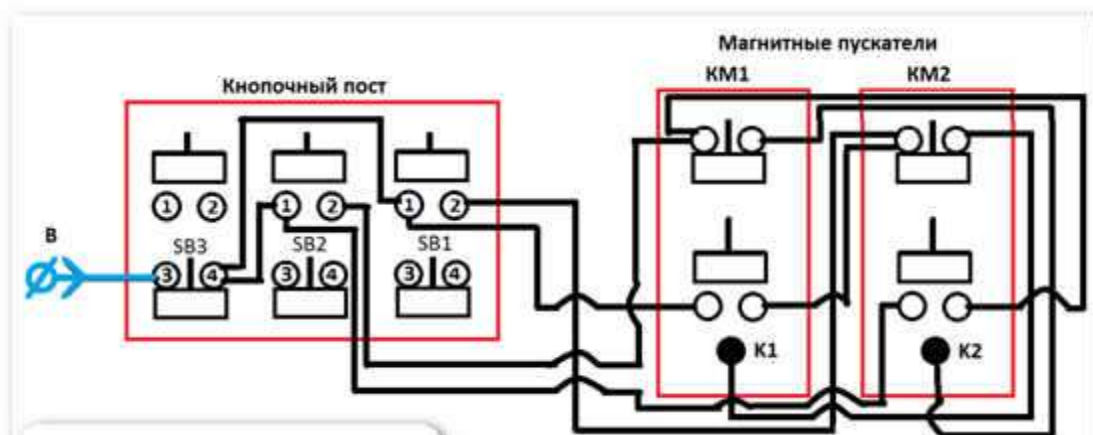 Магнитные пускатели
КМ1 КМ2
Кнопочный пост
1 2 1 2 1 2
В
SB3 SB2 SB1
3 4 3 4 3 4
К1 К2